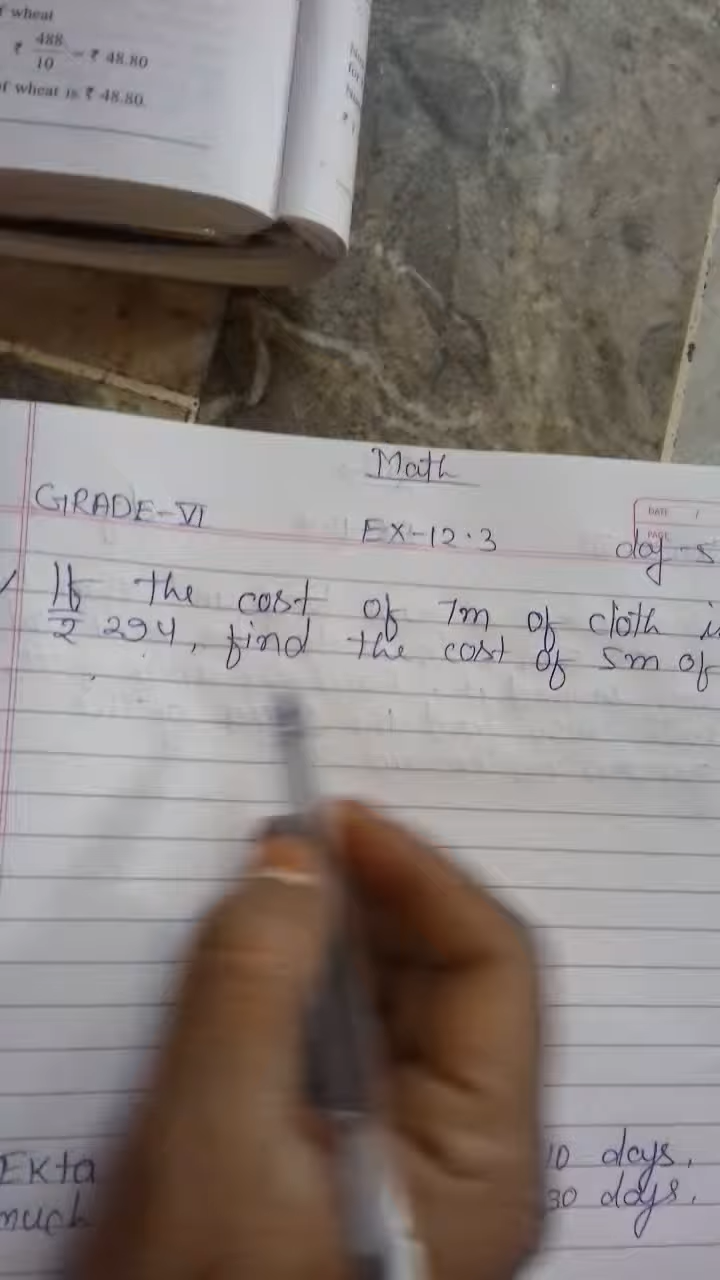 f wheat
₹ 488/10 = ₹ 48.80
of wheat is ₹ 48.80.
Math
GRADE-VI
EX-12.3
DATE /
PAGE
day-5
If the cost of 7m of cloth is
₹ 294, find the cost of 5m of
Ekta 10 days.
much 30 days.